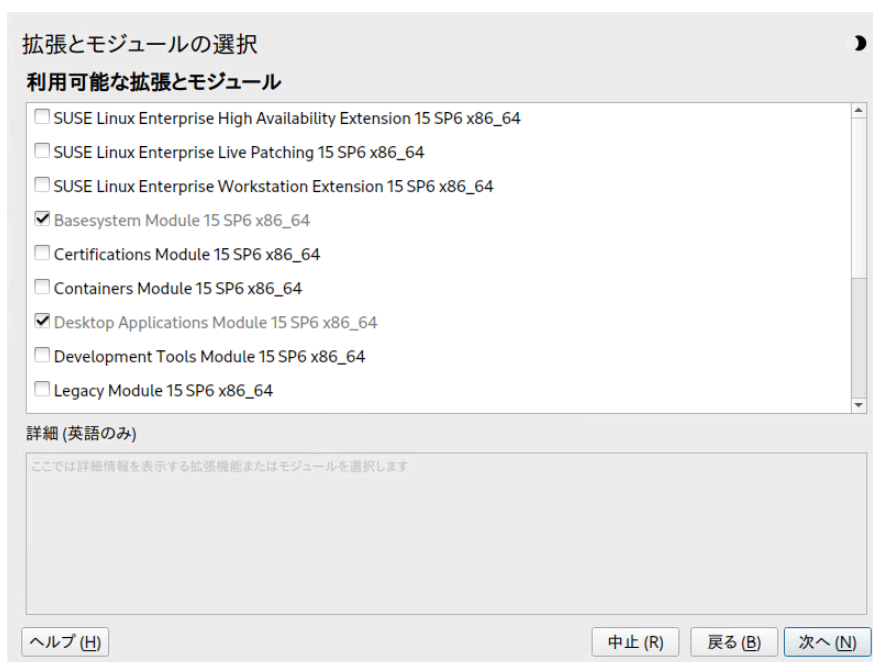 拡張とモジュールの選択
利用可能な拡張とモジュール
SUSE Linux Enterprise High Availability Extension 15 SP6 x86_64
SUSE Linux Enterprise Live Patching 15 SP6 x86_64
SUSE Linux Enterprise Workstation Extension 15 SP6 x86_64
Basesystem Module 15 SP6 x86_64
Certifications Module 15 SP6 x86_64
Containers Module 15 SP6 x86_64
Desktop Applications Module 15 SP6 x86_64
Development Tools Module 15 SP6 x86_64
Legacy Module 15 SP6 x86_64
詳細 (英語のみ)
ここでは詳細情報を表示する拡張機能またはモジュールを選択します
ヘルプ (H) 中止 (R) 戻る (B) 次へ (N)